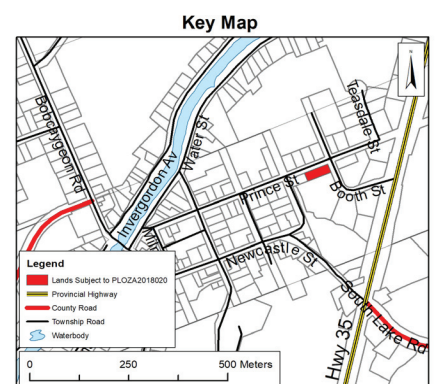 Key Map
N
Bobcaygeon Rd
Invergordon Av
Water St
Teasdale St
Prince St
Booth St
Newcastle St
South Lake Rd
Hwy 35
Legend
Lands Subject to PLOZA2018020
Provincial Highway
County Road
Township Road
Waterbody
0 250 500 Meters